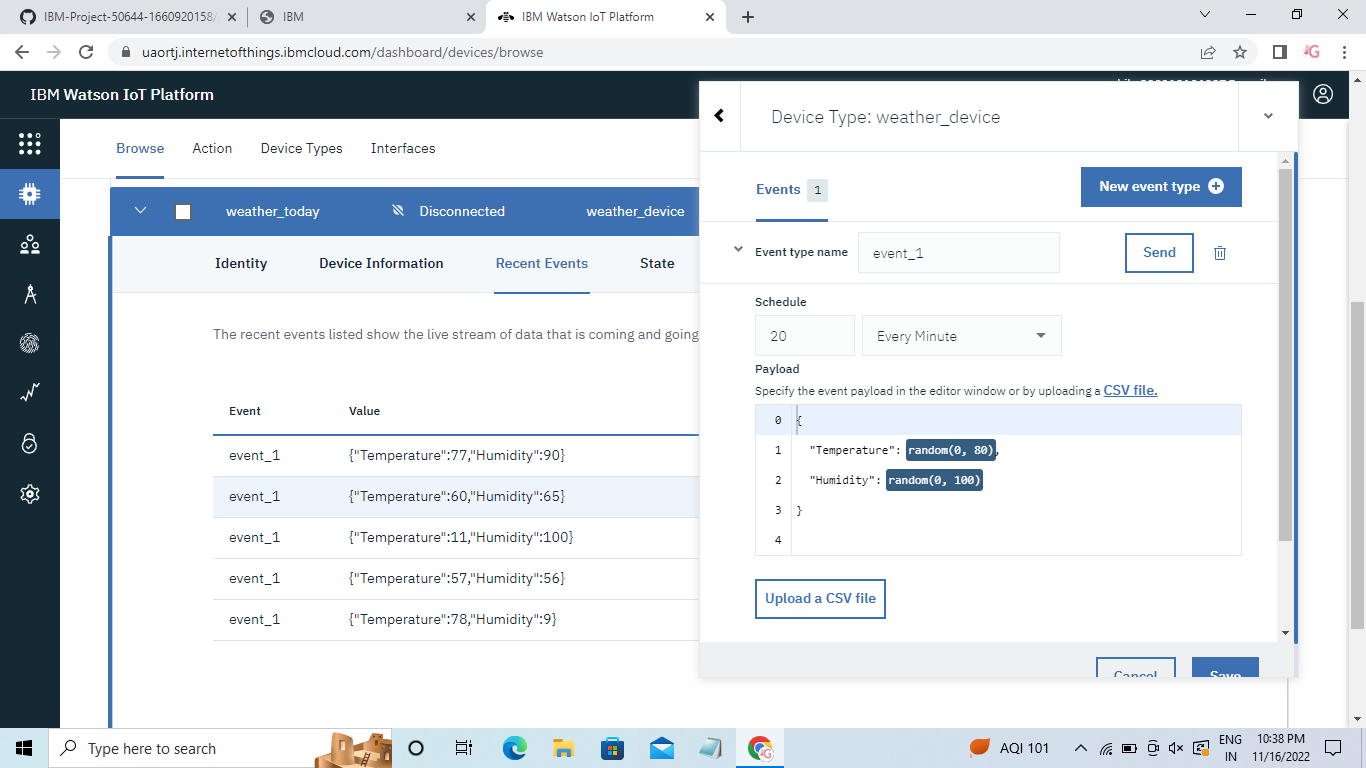 IBM-Project-50644-1660920158/
IBM
IBM Watson IoT Platform
uaortj.internetofthings.ibmcloud.com/dashboard/devices/browse
IBM Watson IoT Platform
Browse Action Device Types Interfaces
weather_today Disconnected weather_device
Identity Device Information Recent Events State
The recent events listed show the live stream of data that is coming and going
Event Value
event_1 {"Temperature":77,"Humidity":90}
event_1 {"Temperature":60,"Humidity":65}
event_1 {"Temperature":11,"Humidity":100}
event_1 {"Temperature":57,"Humidity":56}
event_1 {"Temperature":78,"Humidity":9}
Device Type: weather_device
Events 1
New event type
Event type name event_1 Send
Schedule
20 Every Minute
Payload
Specify the event payload in the editor window or by uploading a CSV file.
0 {
1 "Temperature": random(0, 80),
2 "Humidity": random(0, 100)
3 }
4
Upload a CSV file
Cancel Save
Type here to search
AQI 101
ENG
IN
10:38 PM
11/16/2022